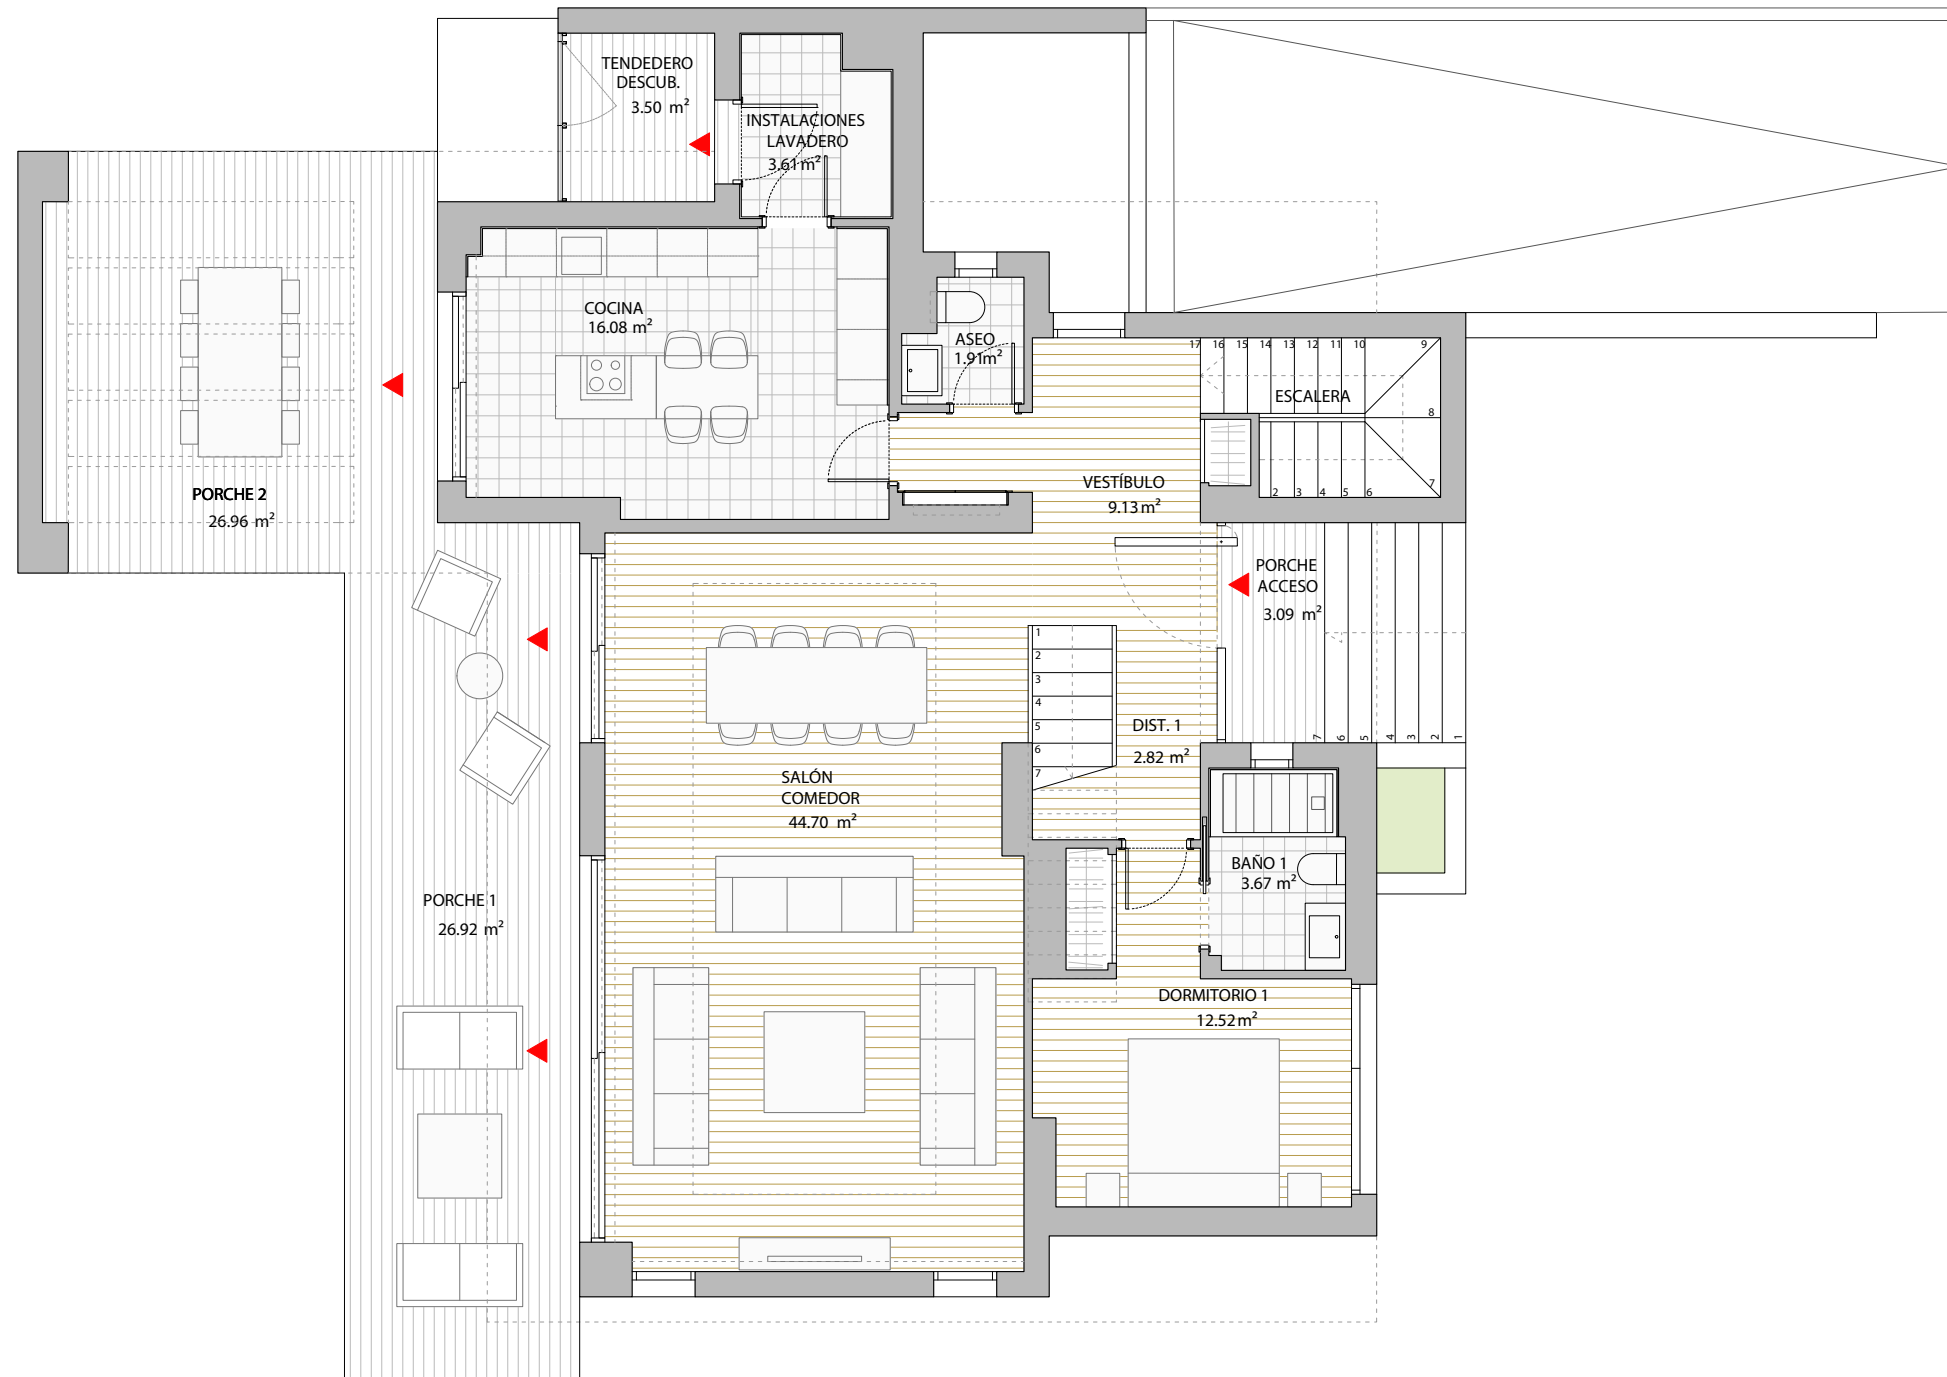 TENDEDERO
DESCUB.
3.50 m²
INSTALACIONES
LAVADERO
3.61 m²
COCINA
16.08 m²
ASEO
1.91m²
17 16 15 14 13 12 11 10 9
ESCALERA
8
7
2 3 4 5 6
PORCHE 2
26.96 m²
VESTÍBULO
9.13 m²
PORCHE
ACCESO
3.09 m²
1
2
3
4
5
6
7
7 6 5 4 3 2 1
DIST. 1
2.82 m²
SALÓN
COMEDOR
44.70 m²
BAÑO 1
3.67 m²
PORCHE 1
26.92 m²
DORMITORIO 1
12.52 m²